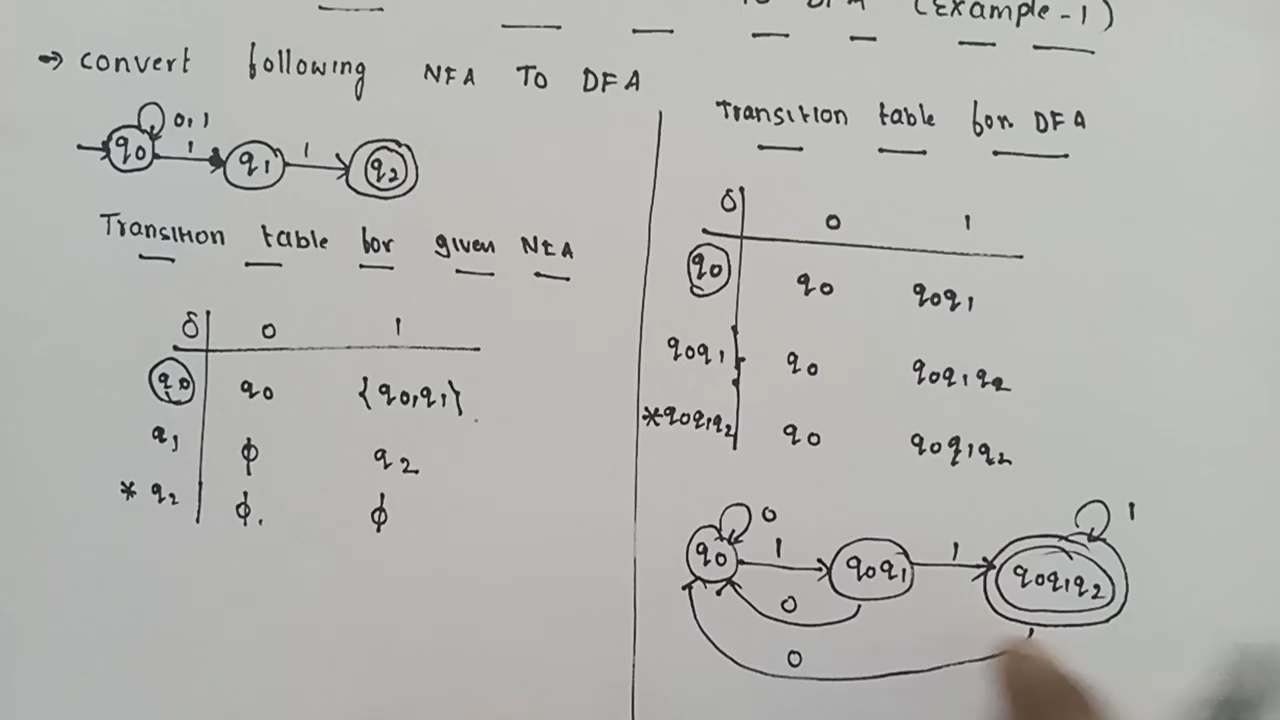 TO DFA (Example-1)
→ convert following NFA TO DFA
0,1
q0 1 q1 1 q2
Transition table for given NFA
δ 0 1
q0 q0 {q0,q1}
q1 ϕ q2
* q2 ϕ ϕ
Transition table for DFA
δ 0 1
q0 q0 q0q1
q0q1 q0 q0q1q2
*q0q1q2 q0 q0q1q2
0 1
q0 1 q0q1 1 q0q1q2
0
0